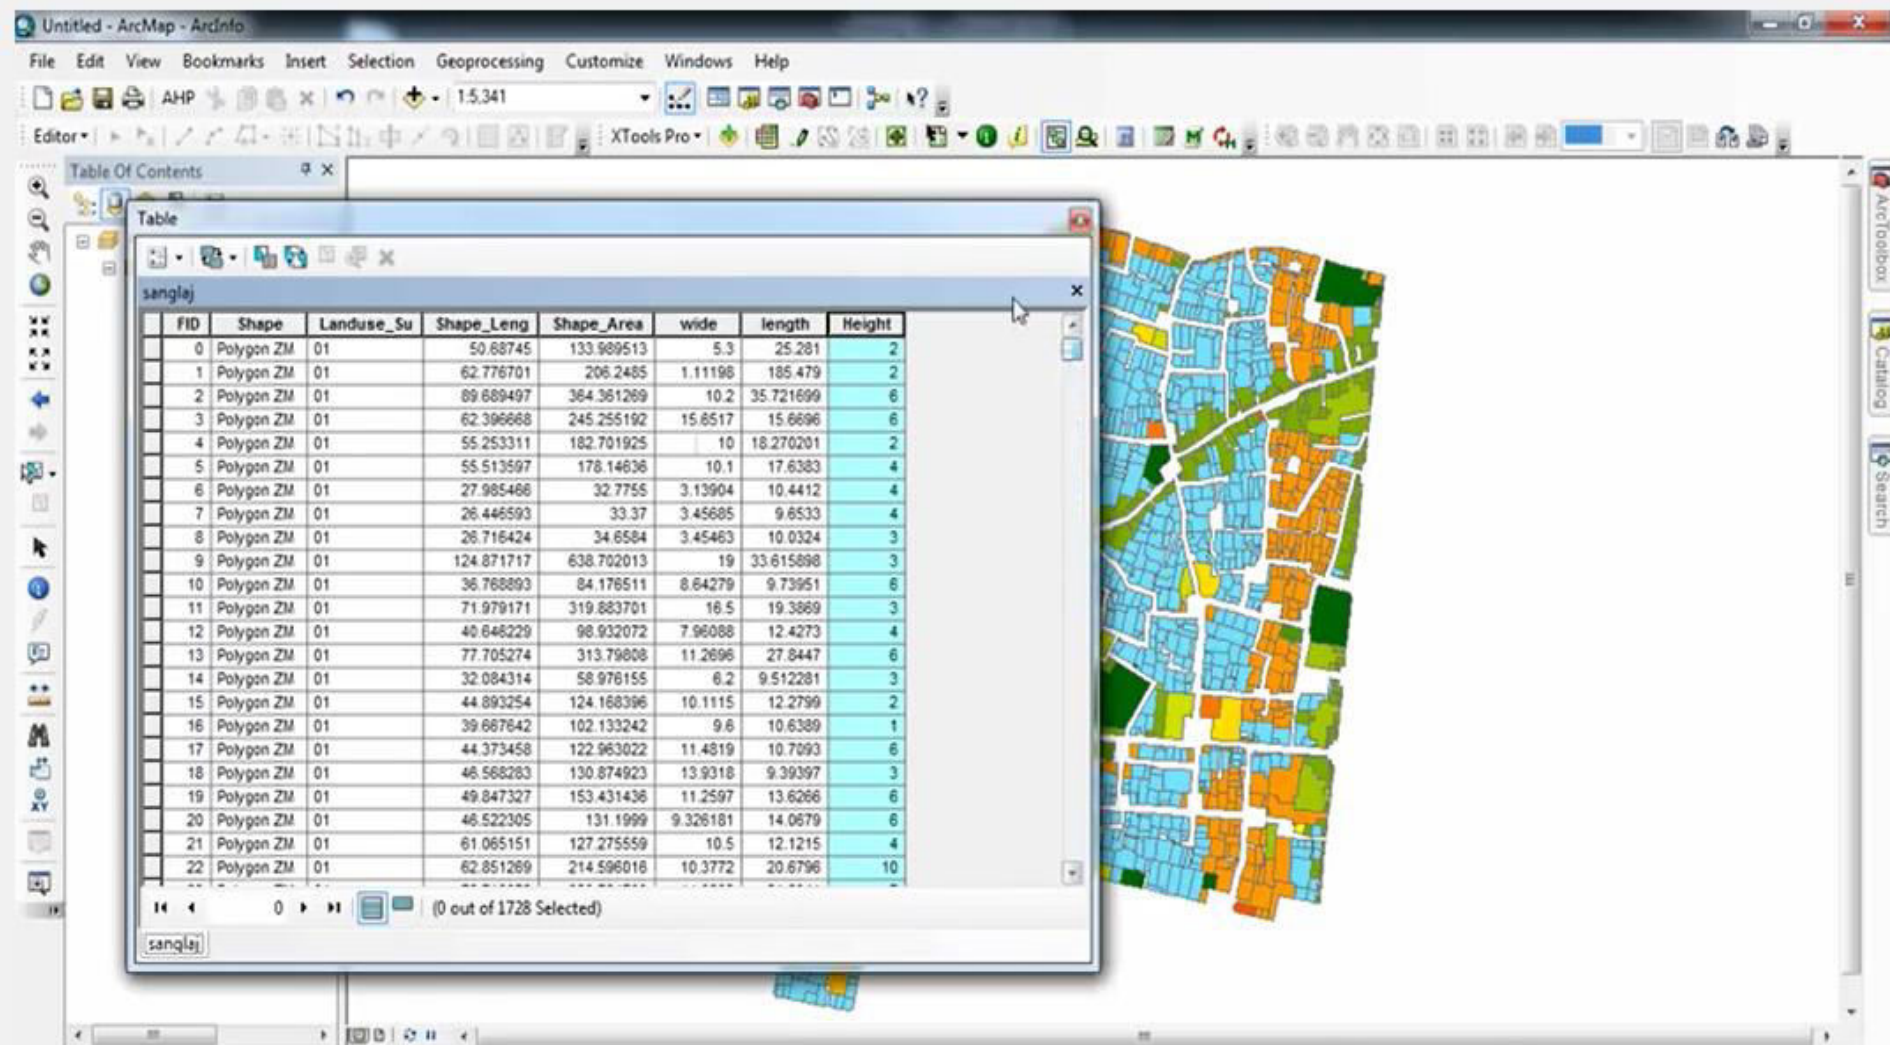 Untitled - ArcMap - ArcInfo
File Edit View Bookmarks Insert Selection Geoprocessing Customize Windows Help
AHP 1:5,341
Editor XTools Pro
Table Of Contents
Table
sanglaj
FID Shape Landuse_Su Shape_Leng Shape_Area wide length Height
0 Polygon ZM 01 50.68745 133.989513 5.3 25.281 2
1 Polygon ZM 01 62.776701 206.2485 1.11198 185.479 2
2 Polygon ZM 01 89.689497 364.361269 10.2 35.721699 6
3 Polygon ZM 01 62.396668 245.255192 15.6517 15.6696 6
4 Polygon ZM 01 55.253311 182.701925 10 18.270201 2
5 Polygon ZM 01 55.513597 178.14636 10.1 17.6383 4
6 Polygon ZM 01 27.985466 32.7755 3.13904 10.4412 4
7 Polygon ZM 01 26.446593 33.37 3.45685 9.6533 4
8 Polygon ZM 01 26.716424 34.6584 3.45463 10.0324 3
9 Polygon ZM 01 124.871717 638.702013 19 33.615898 3
10 Polygon ZM 01 36.768893 84.176511 8.64279 9.73951 6
11 Polygon ZM 01 71.979171 319.883701 16.5 19.3869 3
12 Polygon ZM 01 40.646229 98.932072 7.96088 12.4273 4
13 Polygon ZM 01 77.705274 313.79808 11.2696 27.8447 6
14 Polygon ZM 01 32.084314 58.976155 6.2 9.512281 3
15 Polygon ZM 01 44.893254 124.168396 10.1115 12.2799 2
16 Polygon ZM 01 39.667642 102.133242 9.6 10.6389 1
17 Polygon ZM 01 44.373458 122.963022 11.4819 10.7093 6
18 Polygon ZM 01 46.568283 130.874923 13.9318 9.39397 3
19 Polygon ZM 01 49.847327 153.431436 11.2597 13.6266 6
20 Polygon ZM 01 46.522305 131.1999 9.326181 14.0679 6
21 Polygon ZM 01 61.065151 127.275559 10.5 12.1215 4
22 Polygon ZM 01 62.851269 214.596016 10.3772 20.6796 10
0 (0 out of 1728 Selected)
sanglaj
ArcToolbox
Catalog
Search